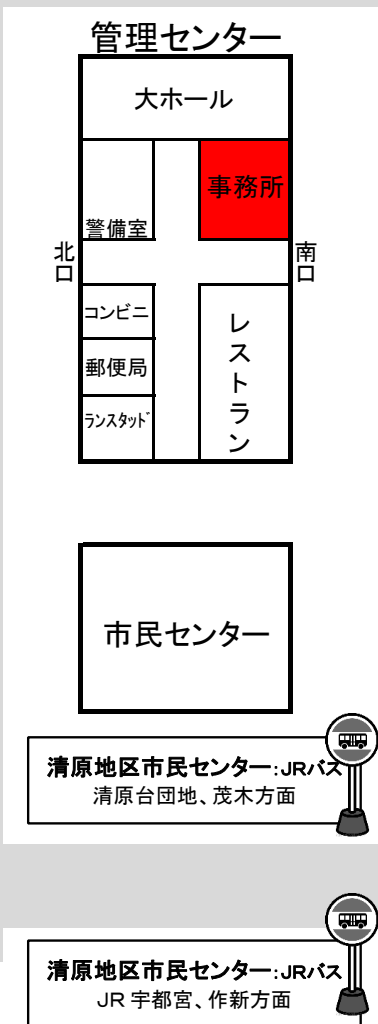 管理センター
大ホール
事務所
警備室
北口
南口
コンビニ
郵便局
ランスタッド
レストラン
市民センター
清原地区市民センター:JRバス
清原台団地、茂木方面
清原地区市民センター:JRバス
JR宇都宮、作新方面